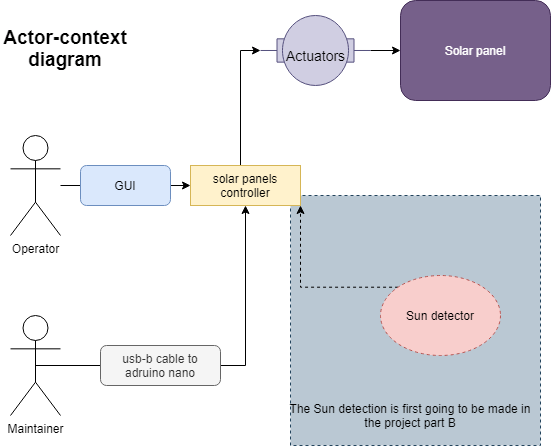 Actor-context
diagram
Actuators
Solar panel
Operator
GUI
solar panels
controller
Sun detector
Maintainer
usb-b cable to
adruino nano
The Sun detection is first going to be made in
the project part B